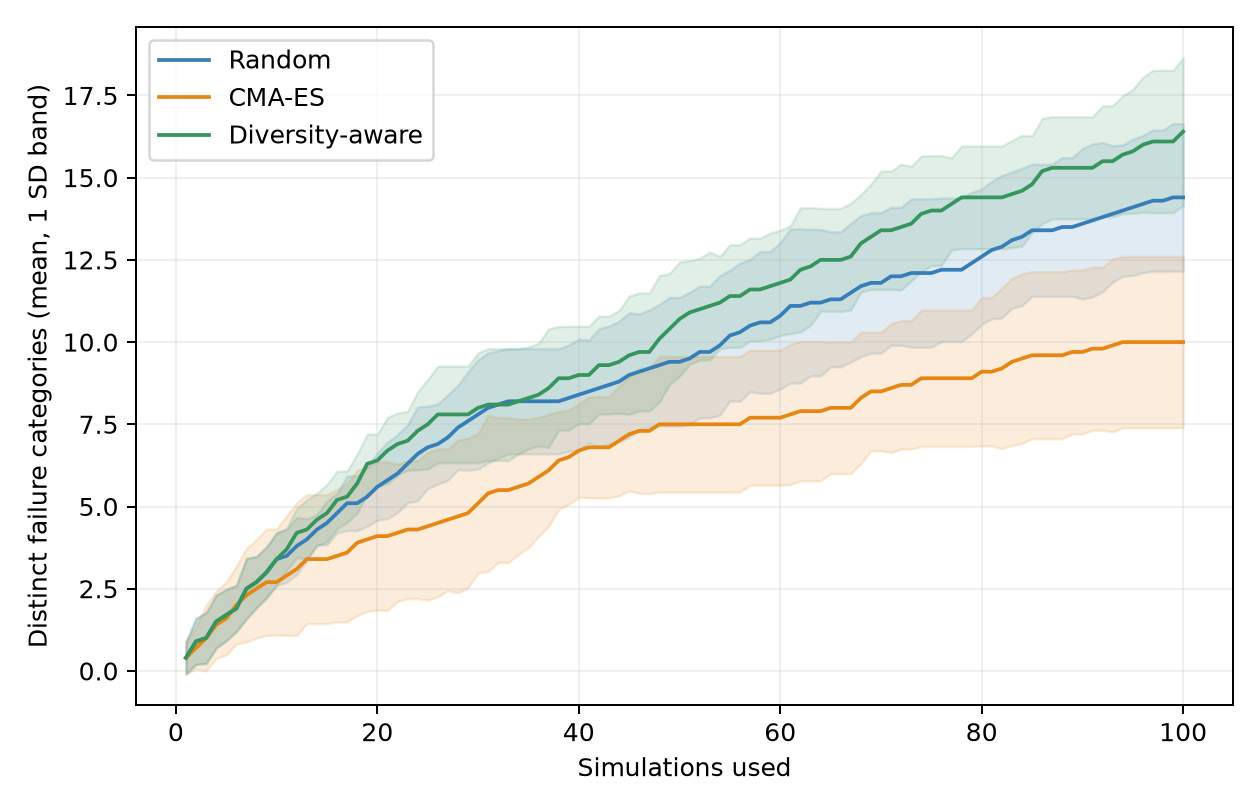 Random
CMA-ES
Diversity-aware
Distinct failure categories (mean, 1 SD band)
17.5
15.0
12.5
10.0
7.5
5.0
2.5
0.0
0 20 40 60 80 100
Simulations used